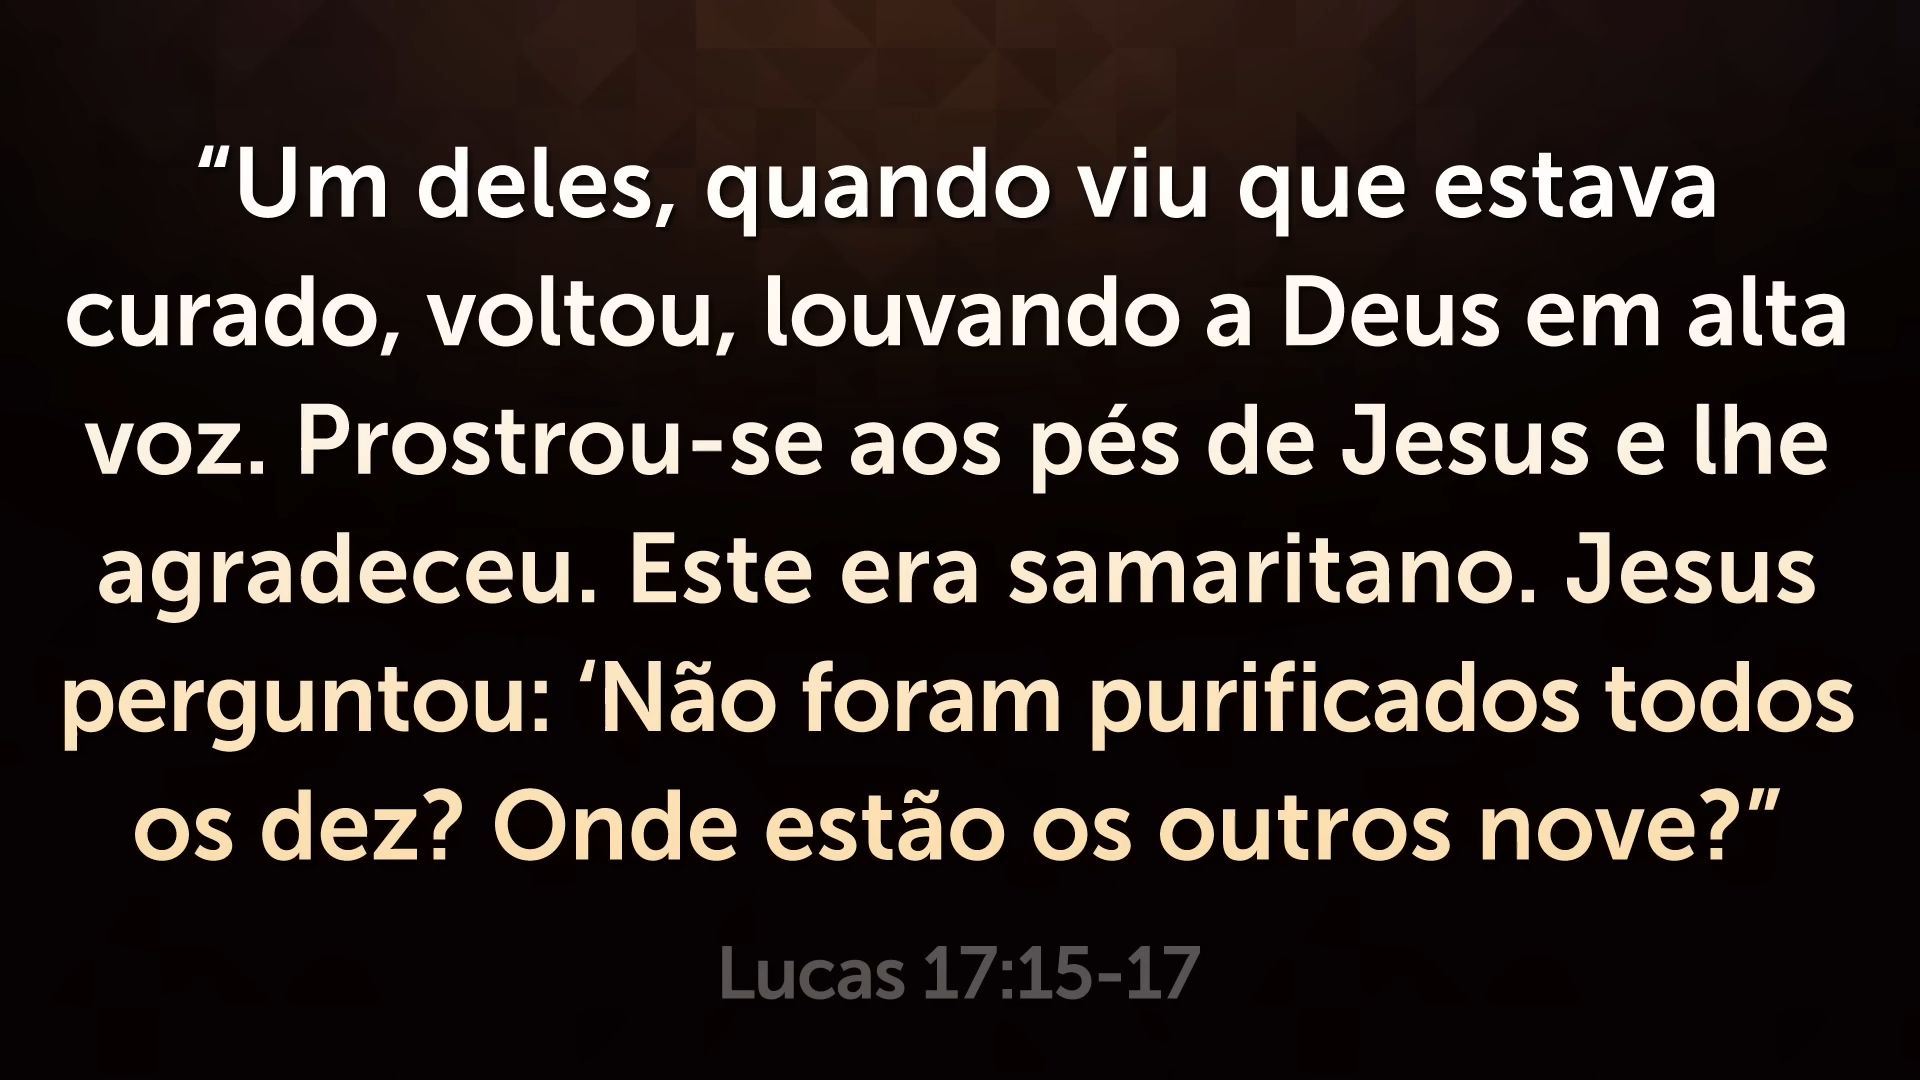 “Um deles, quando viu que estava
curado, voltou, louvando a Deus em alta
voz. Prostrou-se aos pés de Jesus e lhe
agradeceu. Este era samaritano. Jesus
perguntou: ‘Não foram purificados todos
os dez? Onde estão os outros nove?”
Lucas 17:15-17